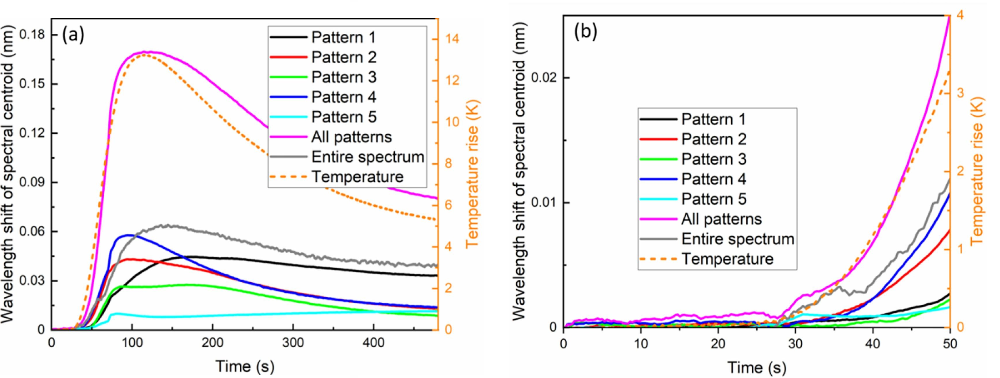 (a)
Wavelength shift of spectral centroid (nm)
0.18
0.15
0.12
0.09
0.06
0.03
0
Pattern 1
Pattern 2
Pattern 3
Pattern 4
Pattern 5
All patterns
Entire spectrum
Temperature
14
12
10
8
6
4
2
0
Temperature rise (K)
0 100 200 300 400
Time (s)
(b)
Wavelength shift of spectral centroid (nm)
0.02
0.01
0
Pattern 1
Pattern 2
Pattern 3
Pattern 4
Pattern 5
All patterns
Entire spectrum
Temperature
4
3
2
1
0
Temperature rise (K)
0 10 20 30 40 50
Time (s)